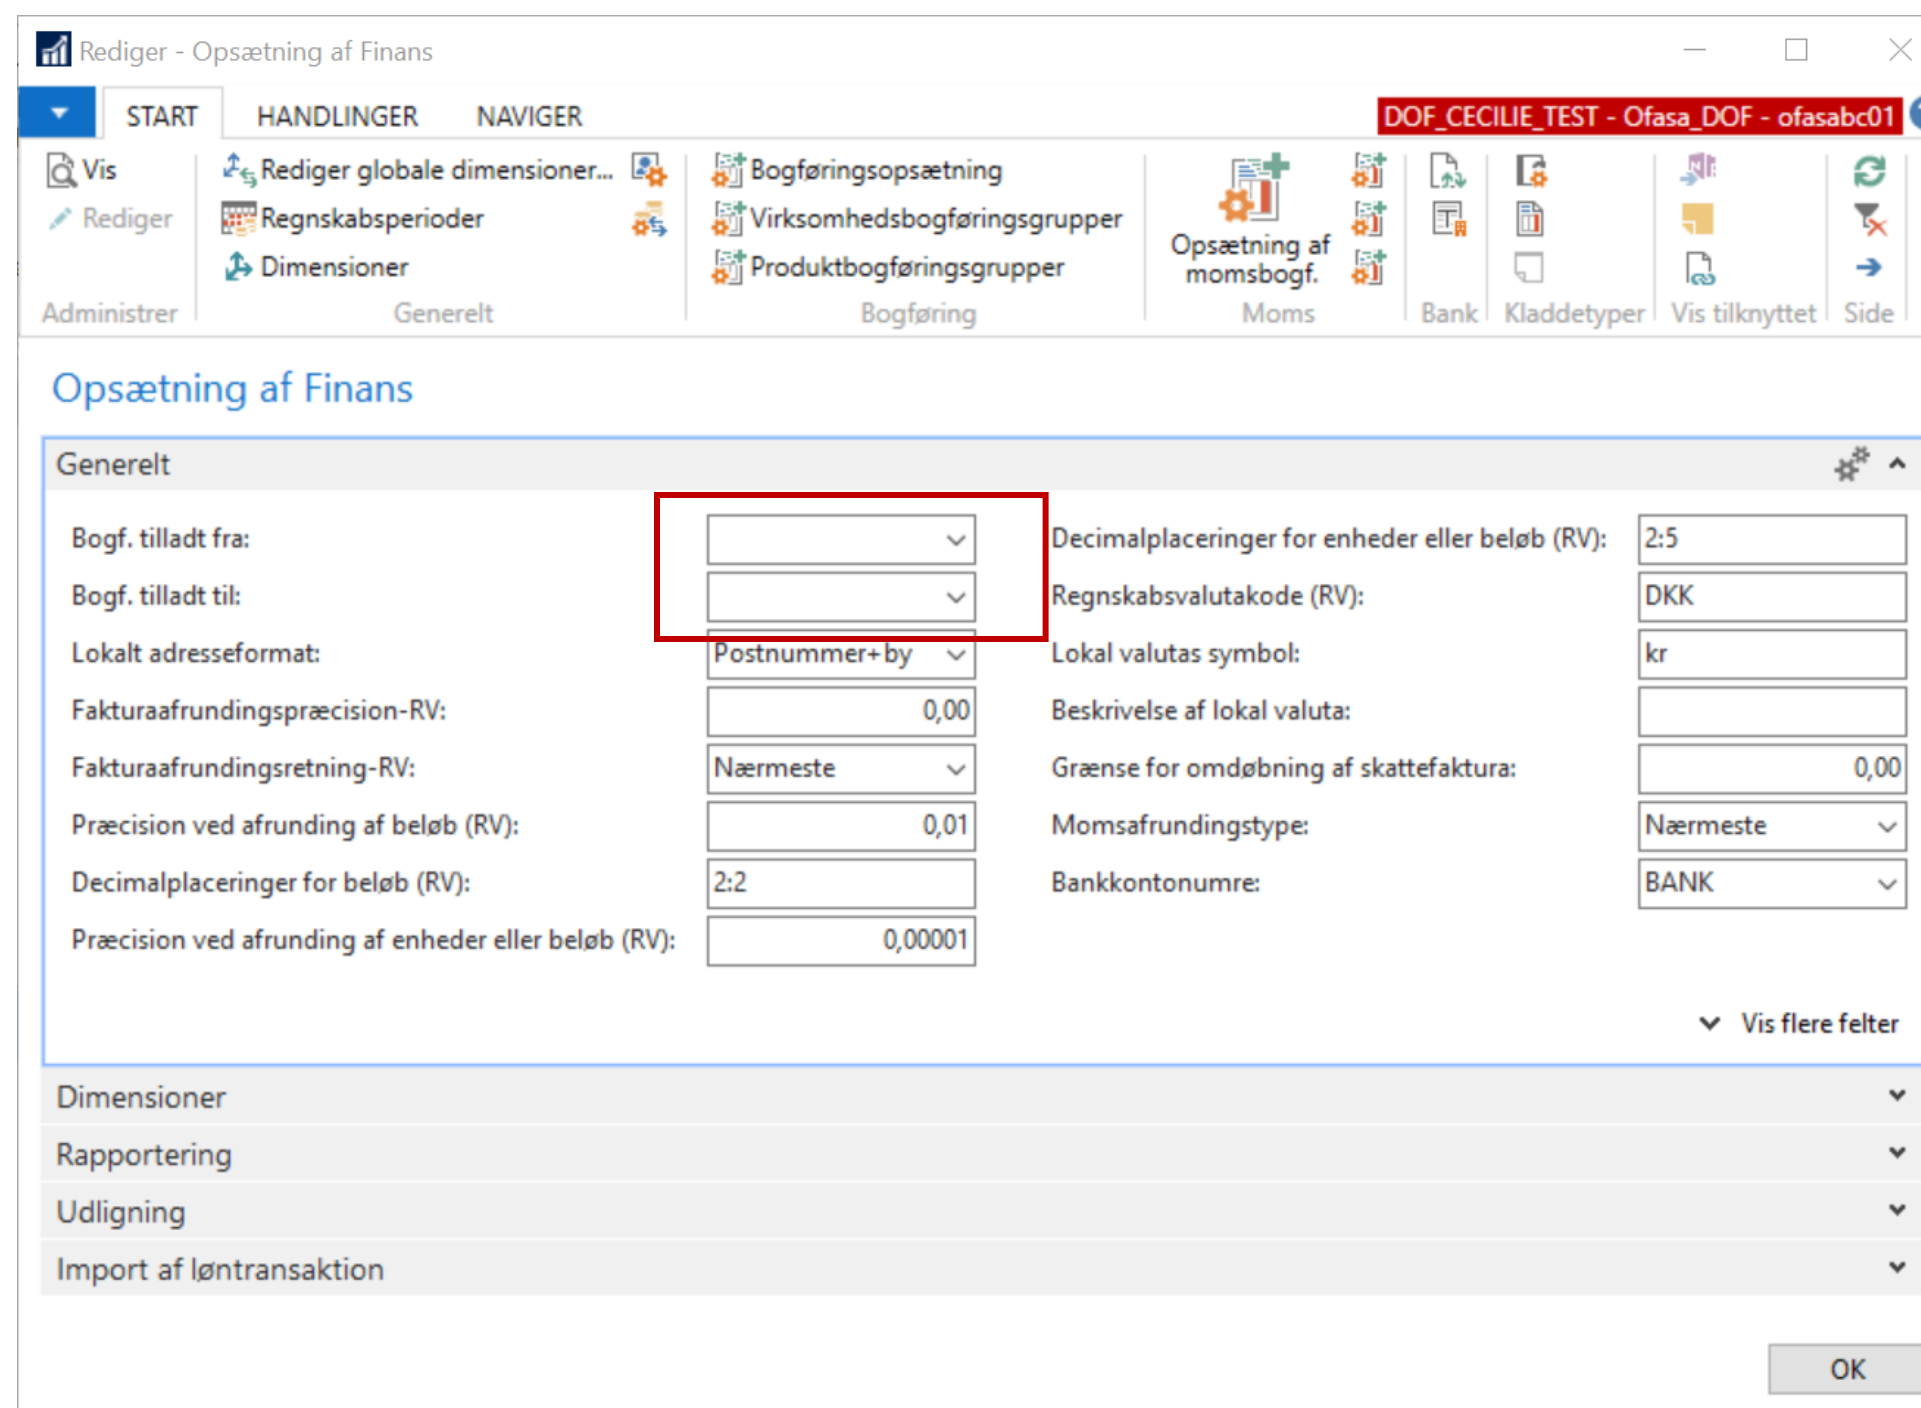 Rediger - Opsætning af Finans
START HANDLINGER NAVIGER DOF_CECILIE_TEST - Ofasa_DOF - ofasabc01
Vis
Rediger
Administrer
Rediger globale dimensioner...
Regnskabsperioder
Dimensioner
Generelt
Bogføringsopsætning
Virksomhedsbogføringsgrupper
Produktbogføringsgrupper
Bogføring
Opsætning af
momsbogf.
Moms
Bank
Kladdetyper
Vis tilknyttet
Side
Opsætning af Finans
Generelt
Bogf. tilladt fra:
Bogf. tilladt til:
Lokalt adresseformat: Postnummer+by
Fakturaafrundingspræcision-RV: 0,00
Fakturaafrundingsretning-RV: Nærmeste
Præcision ved afrunding af beløb (RV): 0,01
Decimalplaceringer for beløb (RV): 2:2
Præcision ved afrunding af enheder eller beløb (RV): 0,00001
Decimalplaceringer for enheder eller beløb (RV): 2:5
Regnskabsvalutakode (RV): DKK
Lokal valutas symbol: kr
Beskrivelse af lokal valuta:
Grænse for omdøbning af skattefaktura: 0,00
Momsafrundingstype: Nærmeste
Bankkontonumre: BANK
Vis flere felter
Dimensioner
Rapportering
Udligning
Import af løntransaktion
OK